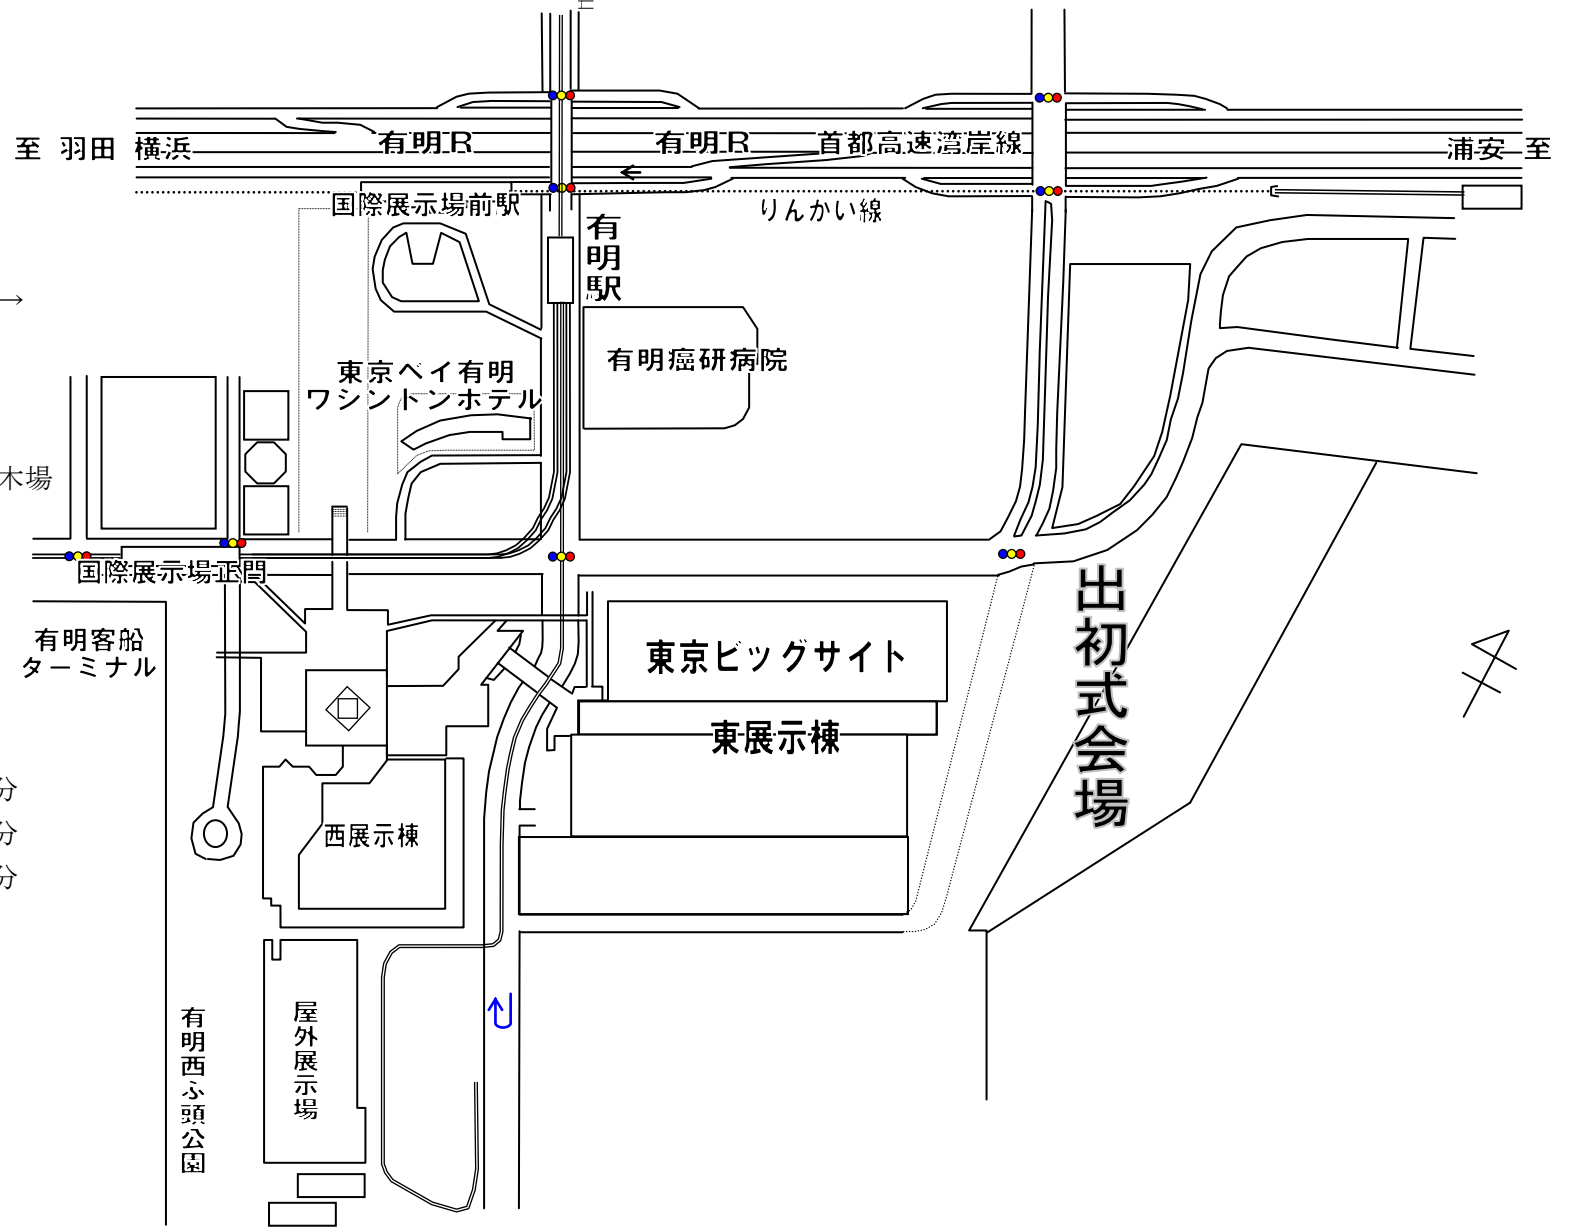 至 羽田 横浜
有明R
有明R
首都高速湾岸線
浦安 至
国際展示場前駅
りんかい線
有明駅
→
東京ベイ有明
ワシントンホテル
有明癌研病院
木場
国際展示場正門
有明客船
ターミナル
東京ビッグサイト
東展示棟
出初式会場
西展示棟
分
分
分
屋外展示場
有明西ふ頭公園